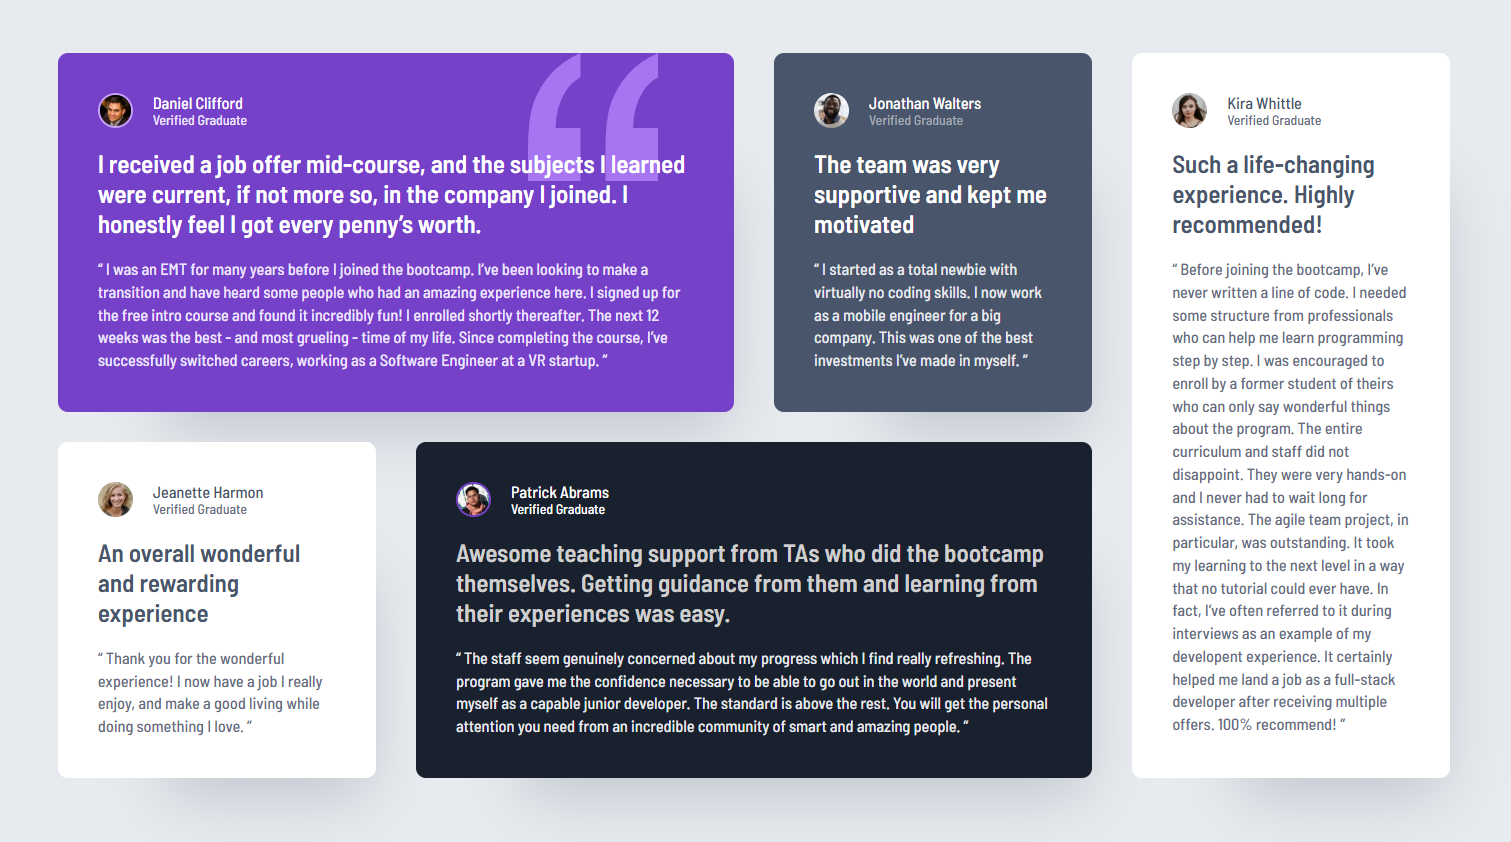 Daniel Clifford
Verified Graduate
I received a job offer mid-course, and the subjects I learned
were current, if not more so, in the company I joined. I
honestly feel I got every penny’s worth.
“ I was an EMT for many years before I joined the bootcamp. I’ve been looking to make a
transition and have heard some people who had an amazing experience here. I signed up for
the free intro course and found it incredibly fun! I enrolled shortly thereafter. The next 12
weeks was the best - and most grueling - time of my life. Since completing the course, I’ve
successfully switched careers, working as a Software Engineer at a VR startup. ”
Jonathan Walters
Verified Graduate
The team was very
supportive and kept me
motivated
“ I started as a total newbie with
virtually no coding skills. I now work
as a mobile engineer for a big
company. This was one of the best
investments I’ve made in myself. ”
Kira Whittle
Verified Graduate
Such a life-changing
experience. Highly
recommended!
“ Before joining the bootcamp, I’ve
never written a line of code. I needed
some structure from professionals
who can help me learn programming
step by step. I was encouraged to
enroll by a former student of theirs
who can only say wonderful things
about the program. The entire
curriculum and staff did not
disappoint. They were very hands-on
and I never had to wait long for
assistance. The agile team project, in
particular, was outstanding. It took
my learning to the next level in a way
that no tutorial could ever have. In
fact, I’ve often referred to it during
interviews as an example of my
developent experience. It certainly
helped me land a job as a full-stack
developer after receiving multiple
offers. 100% recommend! ”
Jeanette Harmon
Verified Graduate
An overall wonderful
and rewarding
experience
“ Thank you for the wonderful
experience! I now have a job I really
enjoy, and make a good living while
doing something I love. ”
Patrick Abrams
Verified Graduate
Awesome teaching support from TAs who did the bootcamp
themselves. Getting guidance from them and learning from
their experiences was easy.
“ The staff seem genuinely concerned about my progress which I find really refreshing. The
program gave me the confidence necessary to be able to go out in the world and present
myself as a capable junior developer. The standard is above the rest. You will get the personal
attention you need from an incredible community of smart and amazing people. ”